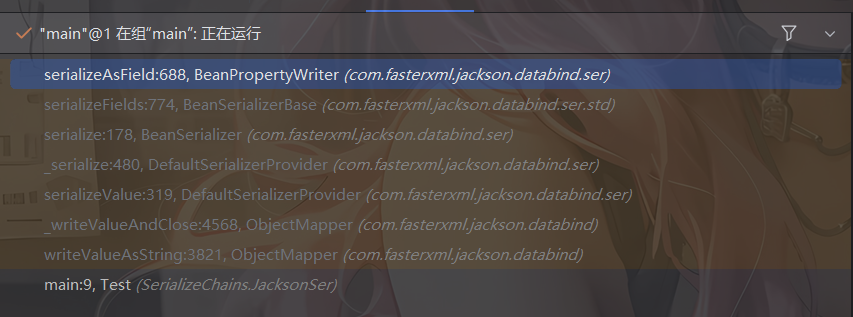 "main"@1 在组“main”: 正在运行
serializeAsField:688, BeanPropertyWriter (com.fasterxml.jackson.databind.ser)
serializeFields:774, BeanSerializerBase (com.fasterxml.jackson.databind.ser.std)
serialize:178, BeanSerializer (com.fasterxml.jackson.databind.ser)
_serialize:480, DefaultSerializerProvider (com.fasterxml.jackson.databind.ser)
serializeValue:319, DefaultSerializerProvider (com.fasterxml.jackson.databind.ser)
_writeValueAndClose:4568, ObjectMapper (com.fasterxml.jackson.databind)
writeValueAsString:3821, ObjectMapper (com.fasterxml.jackson.databind)
main:9, Test (SerializeChains.JacksonSer)